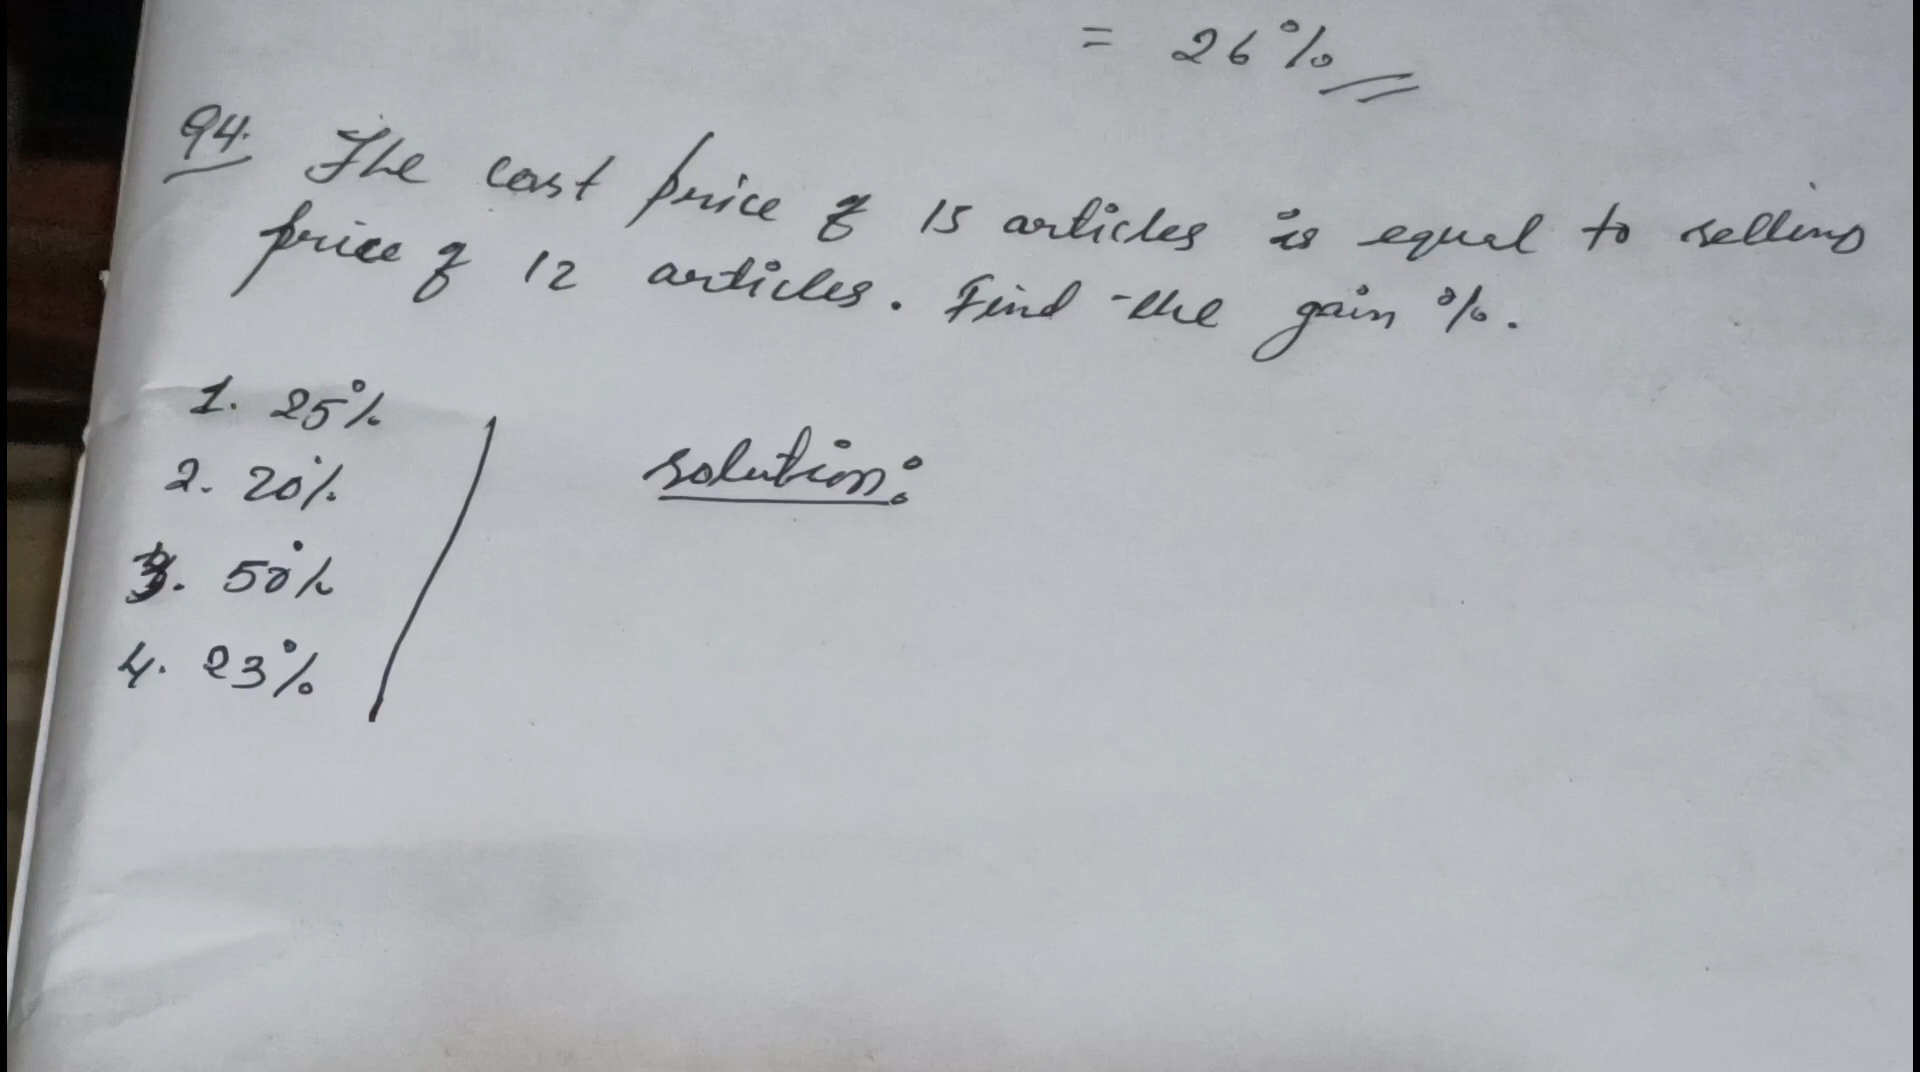 = 26%
94. The cost price of 15 articles is equal to selling
price of 12 articles. Find the gain %.
1. 25%
2. 20%
3. 50%
4. 23%
solution: